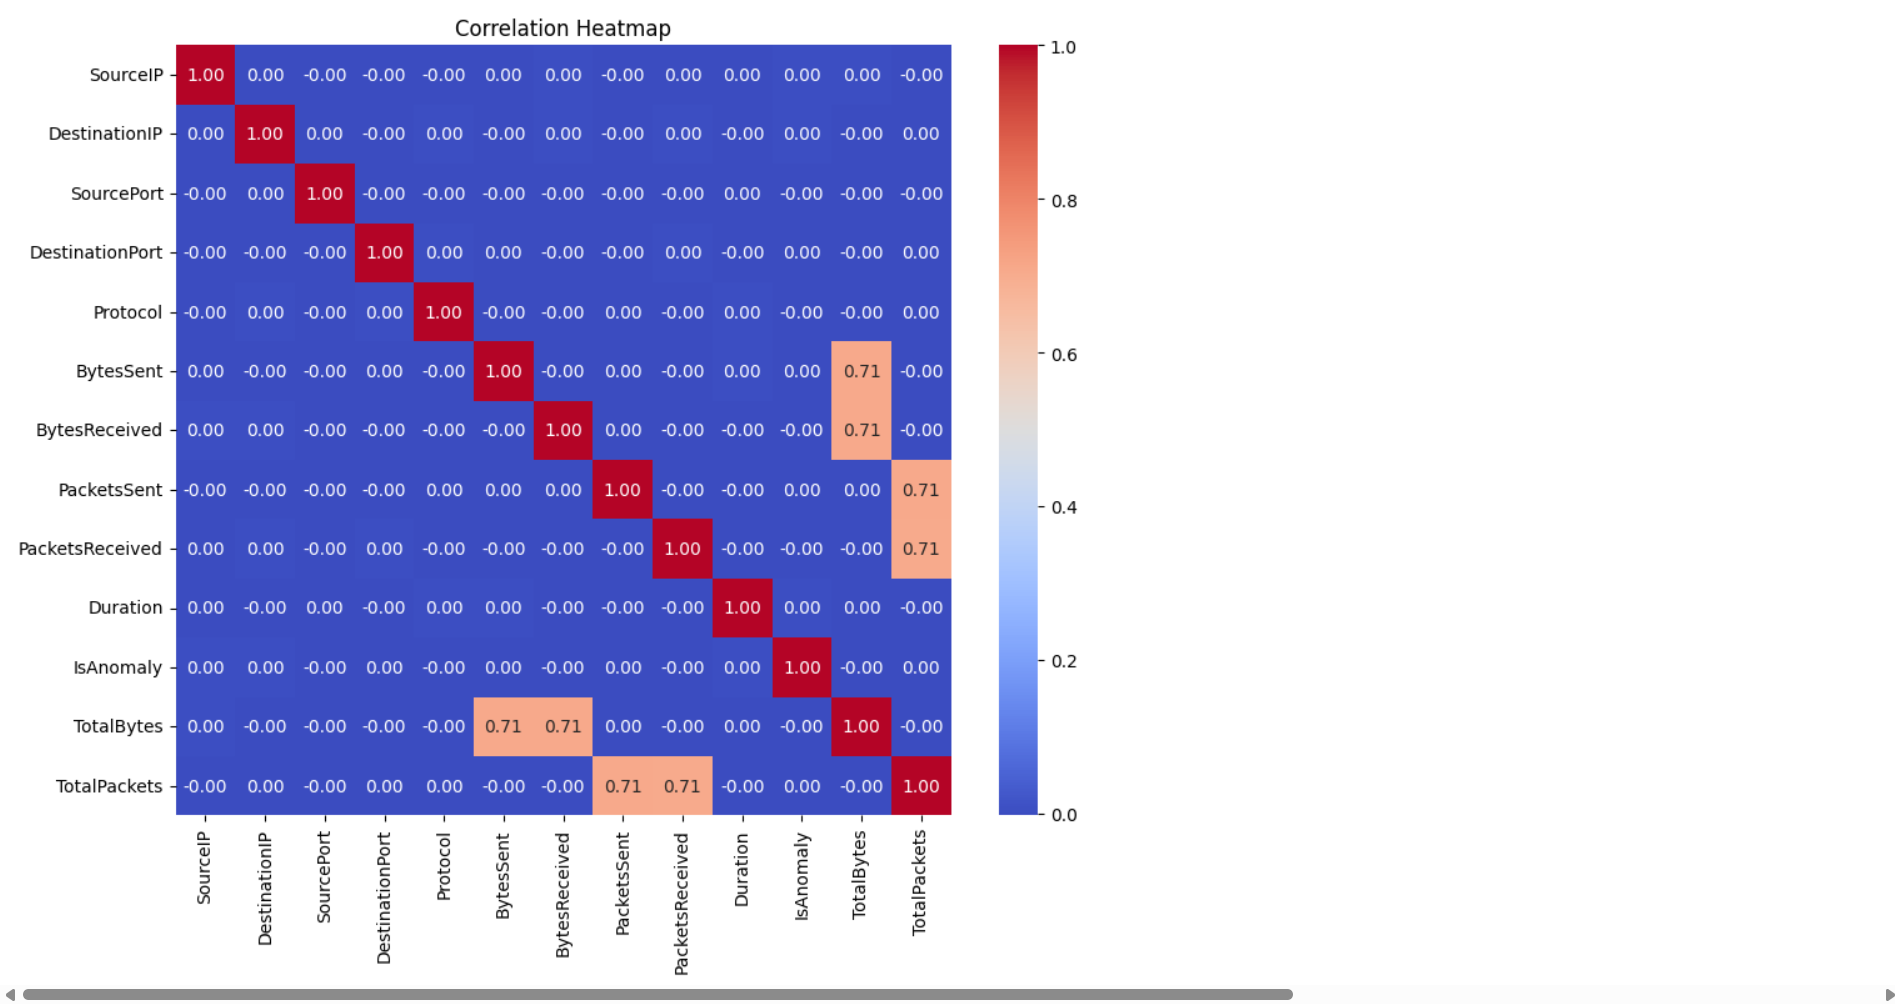 Correlation Heatmap
SourceIP 1.00 0.00 -0.00 -0.00 -0.00 0.00 0.00 -0.00 0.00 0.00 0.00 0.00 -0.00
DestinationIP 0.00 1.00 0.00 -0.00 0.00 -0.00 0.00 -0.00 0.00 -0.00 0.00 -0.00 0.00
SourcePort -0.00 0.00 1.00 -0.00 -0.00 -0.00 -0.00 -0.00 -0.00 0.00 -0.00 -0.00 -0.00
DestinationPort -0.00 -0.00 -0.00 1.00 0.00 0.00 -0.00 -0.00 0.00 -0.00 0.00 -0.00 0.00
Protocol -0.00 0.00 -0.00 0.00 1.00 -0.00 -0.00 0.00 -0.00 0.00 -0.00 -0.00 0.00
BytesSent 0.00 -0.00 -0.00 0.00 -0.00 1.00 -0.00 0.00 -0.00 0.00 0.00 0.71 -0.00
BytesReceived 0.00 0.00 -0.00 -0.00 -0.00 -0.00 1.00 0.00 -0.00 -0.00 -0.00 0.71 -0.00
PacketsSent -0.00 -0.00 -0.00 -0.00 0.00 0.00 0.00 1.00 -0.00 -0.00 0.00 0.00 0.71
PacketsReceived 0.00 0.00 -0.00 0.00 -0.00 -0.00 -0.00 -0.00 1.00 -0.00 -0.00 -0.00 0.71
Duration 0.00 -0.00 0.00 -0.00 0.00 0.00 -0.00 -0.00 -0.00 1.00 0.00 0.00 -0.00
IsAnomaly 0.00 0.00 -0.00 0.00 -0.00 0.00 -0.00 0.00 -0.00 0.00 1.00 -0.00 0.00
TotalBytes 0.00 -0.00 -0.00 -0.00 -0.00 0.71 0.71 0.00 -0.00 0.00 -0.00 1.00 -0.00
TotalPackets -0.00 0.00 -0.00 0.00 0.00 -0.00 -0.00 0.71 0.71 -0.00 0.00 -0.00 1.00
SourceIP
DestinationIP
SourcePort
DestinationPort
Protocol
BytesSent
BytesReceived
PacketsSent
PacketsReceived
Duration
IsAnomaly
TotalBytes
TotalPackets
1.0
0.8
0.6
0.4
0.2
0.0